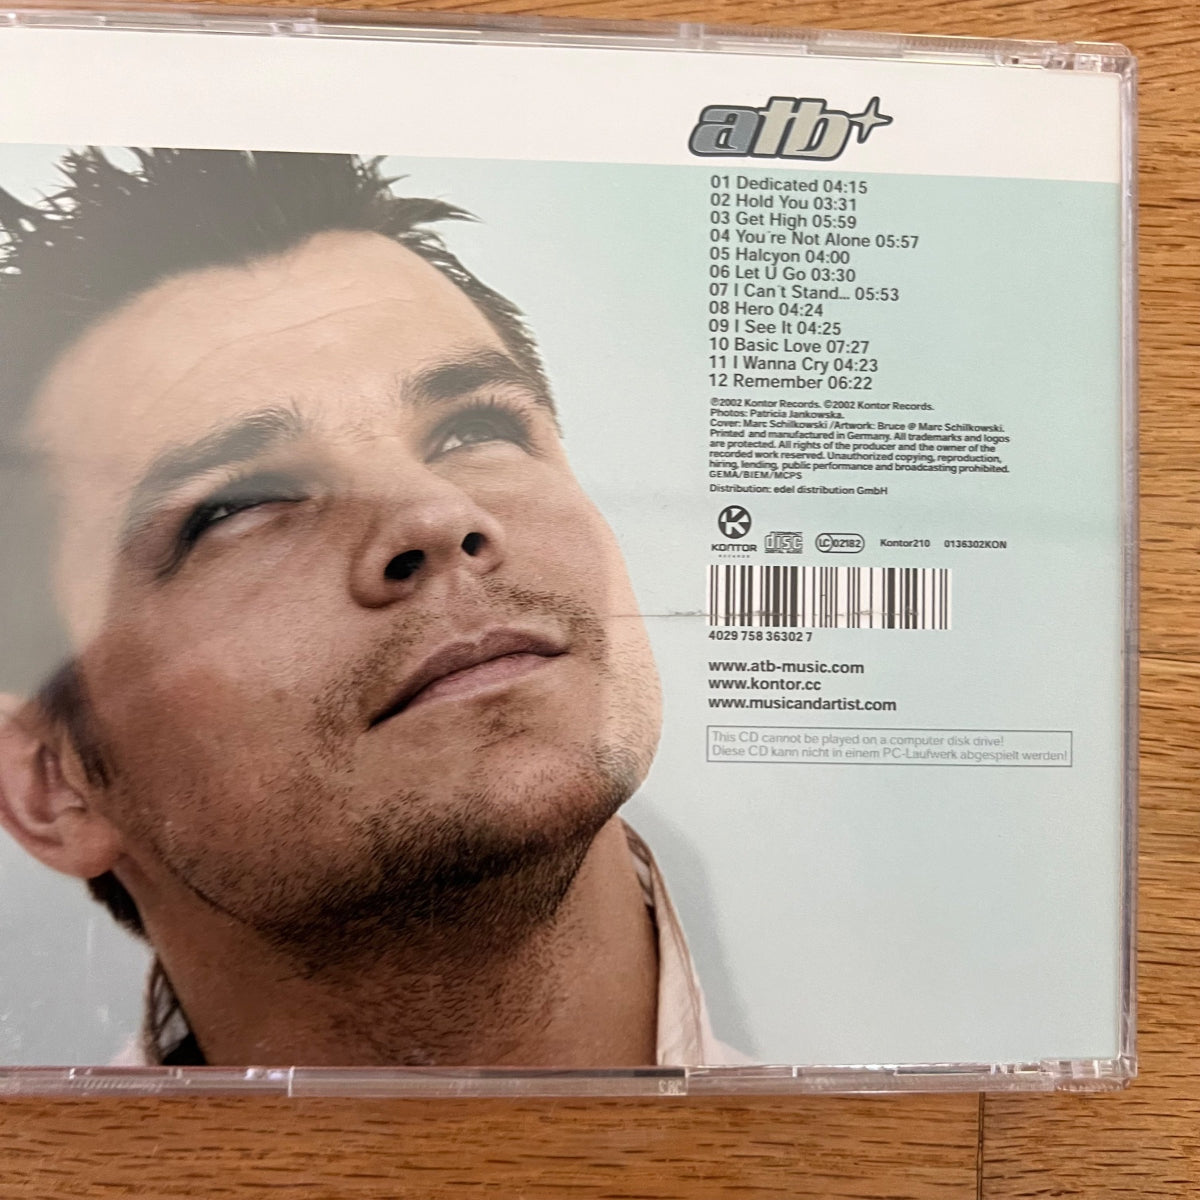 atb
01 Dedicated 04:15
02 Hold You 03:31
03 Get High 05:59
04 You´re Not Alone 05:57
05 Halcyon 04:00
06 Let U Go 03:30
07 I Can´t Stand... 05:53
08 Hero 04:24
09 I See It 04:25
10 Basic Love 07:27
11 I Wanna Cry 04:23
12 Remember 06:22
℗2002 Kontor Records. ©2002 Kontor Records.
Photos: Patricia Jankowska.
Cover: Marc Schilkowski /Artwork: Bruce @ Marc Schilkowski.
Printed and manufactured in Germany. All trademarks and logos
are protected. All rights of the producer and the owner of the
recorded work reserved. Unauthorized copying, reproduction,
hiring, lending, public performance and broadcasting prohibited.
GEMA/BIEM/MCPS
Distribution: edel distribution GmbH
K
KONTOR
RECORDS
disc
DIGITAL AUDIO
LC 02182
Kontor210 0136302KON
4029 758 36302 7
www.atb-music.com
www.kontor.cc
www.musicandartist.com
This CD cannot be played on a computer disk drive!
Diese CD kann nicht in einem PC-Laufwerk abgespielt werden!